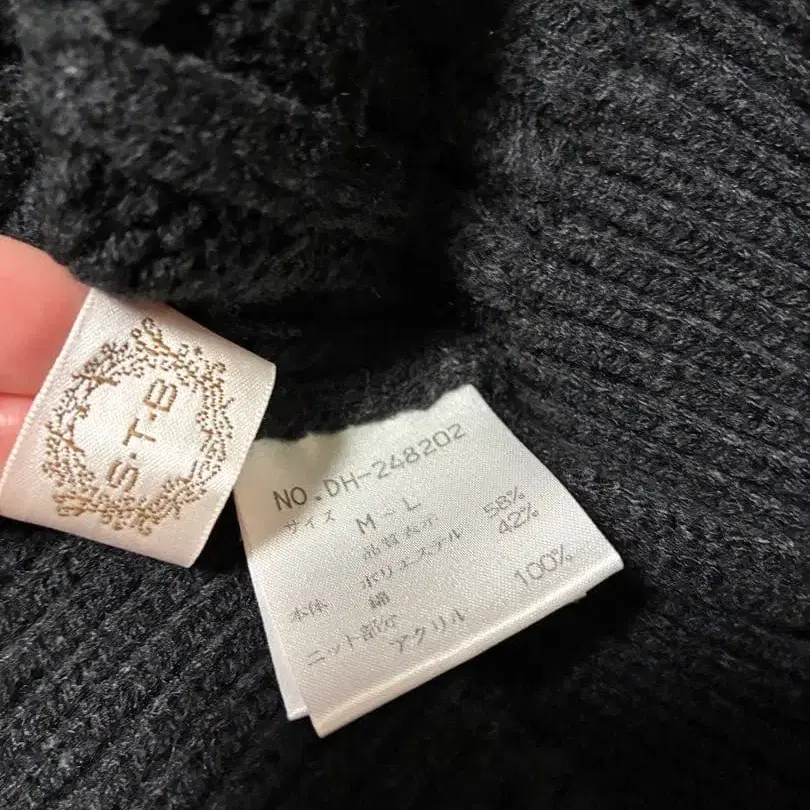 S・T・B
NO.DH-248202
サイズ M～L
品質表示
本体 ポリエステル 58%
綿 42%
ニット部分
アクリル 100%